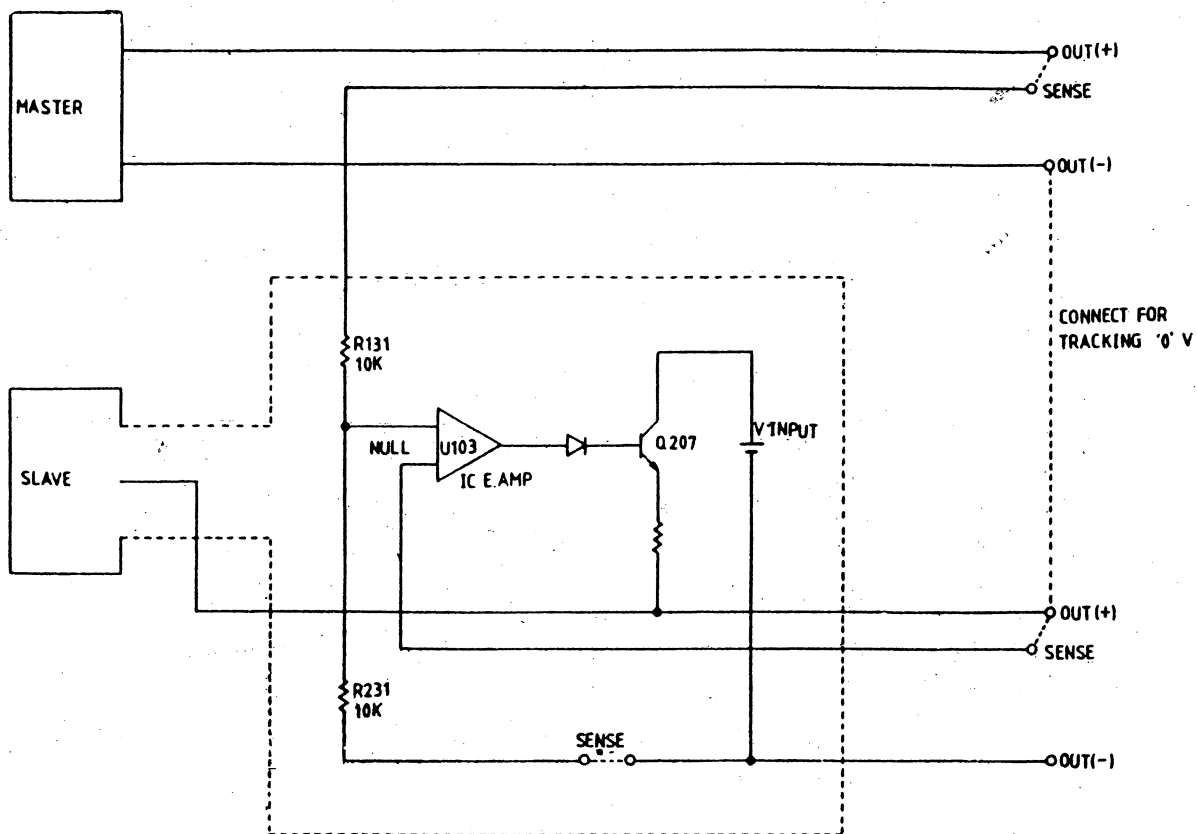 OUT(+)
SENSE
MASTER
OUT(-)
CONNECT FOR
TRACKING '0' V
R131
10K
NULL
U103
IC E.AMP
Q207
V INPUT
SLAVE
OUT(+)
SENSE
R231
10K
SENSE
OUT(-)